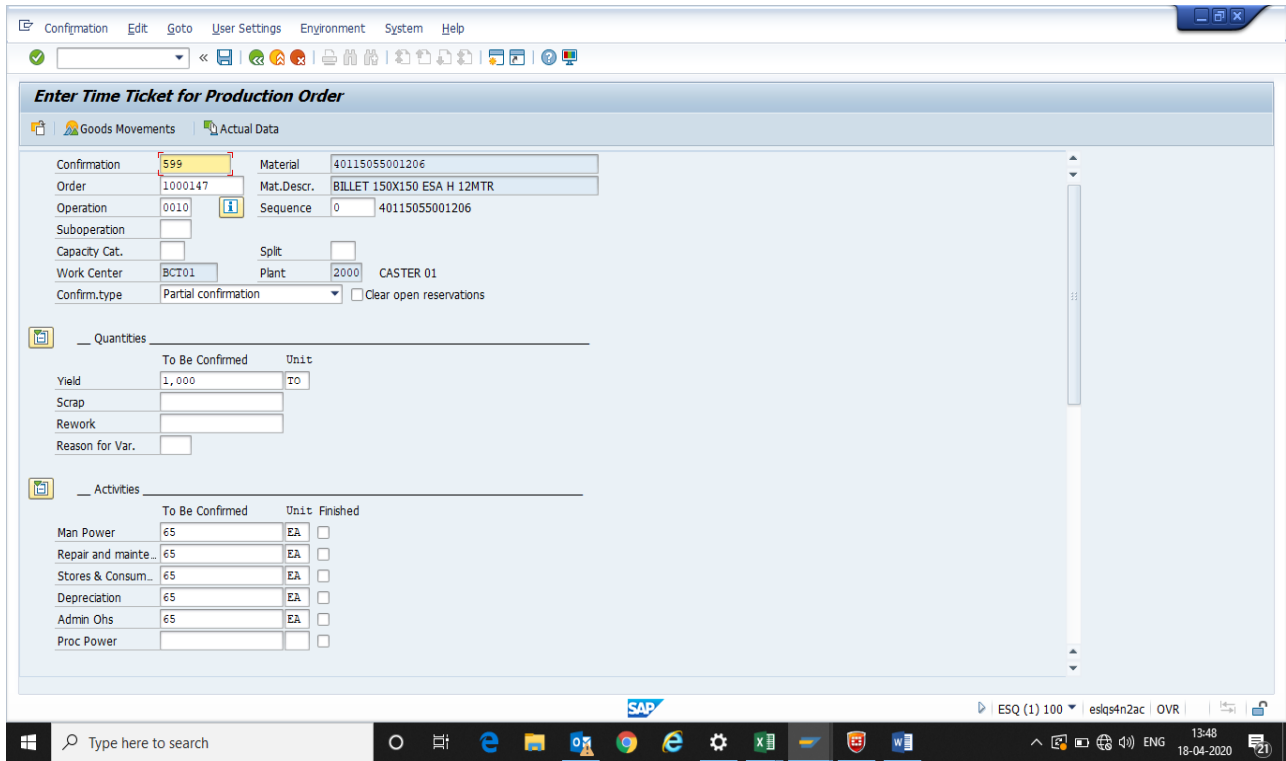 Confirmation Edit Goto User Settings Environment System Help
Enter Time Ticket for Production Order
Goods Movements Actual Data
Confirmation 599 Material 40115055001206
Order 1000147 Mat.Descr. BILLET 150X150 ESA H 12MTR
Operation 0010 Sequence 0 40115055001206
Suboperation
Capacity Cat. Split
Work Center BCT01 Plant 2000 CASTER 01
Confirm.type Partial confirmation Clear open reservations
Quantities
To Be Confirmed Unit
Yield 1,000 TO
Scrap
Rework
Reason for Var.
Activities
To Be Confirmed Unit Finished
Man Power 65 EA
Repair and mainte... 65 EA
Stores & Consum... 65 EA
Depreciation 65 EA
Admin Ohs 65 EA
Proc Power
SAP ESQ (1) 100 eslqs4n2ac OVR
Type here to search ENG 13:48
18-04-2020 21